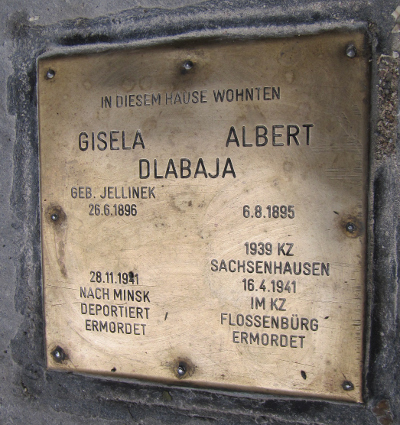 IN DIESEM HAUSE WOHNTEN
GISELA ALBERT
DLABAJA
GEB. JELLINEK
26.6.1896
28.11.1941
NACH MINSK
DEPORTIERT
ERMORDET
6.8.1895
1939 KZ
SACHSENHAUSEN
16.4.1941
IM KZ
FLOSSENBÜRG
ERMORDET